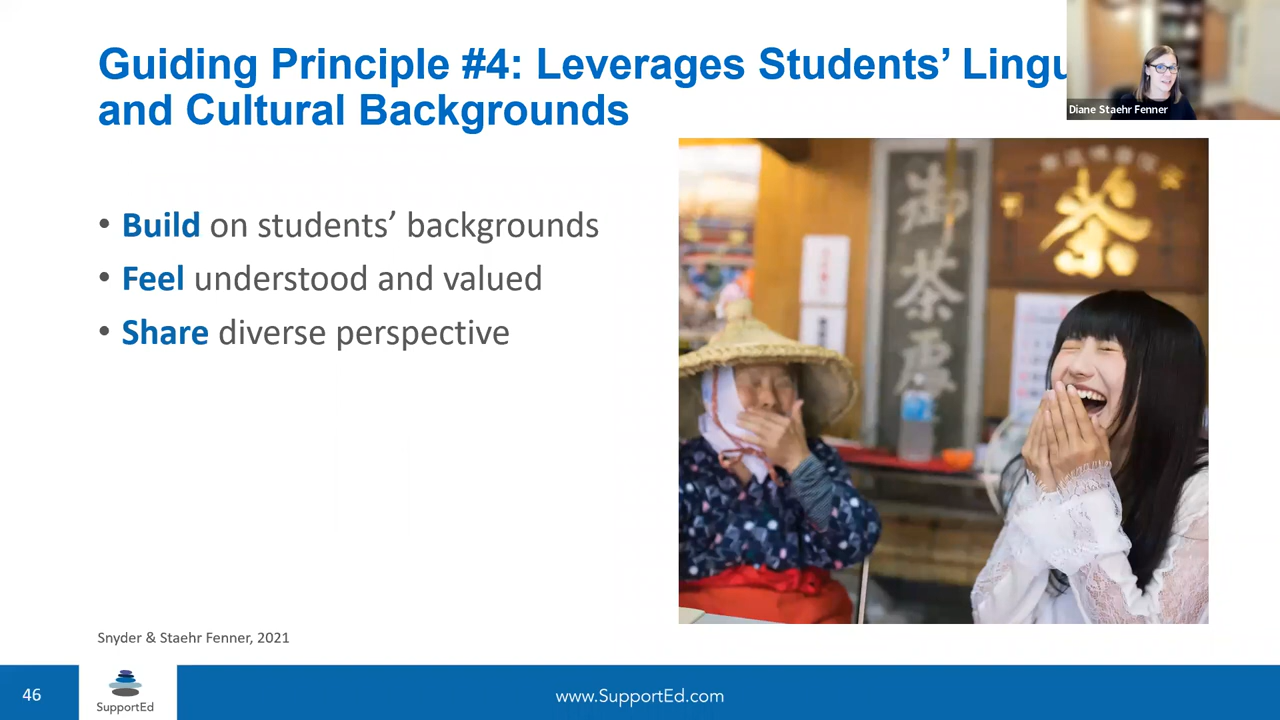 Guiding Principle #4: Leverages Students’ Lingu
and Cultural Backgrounds
Diane Staehr Fenner
• Build on students’ backgrounds
• Feel understood and valued
• Share diverse perspective
御茶處
茶
Snyder & Staehr Fenner, 2021
46
SupportEd
www.SupportEd.com